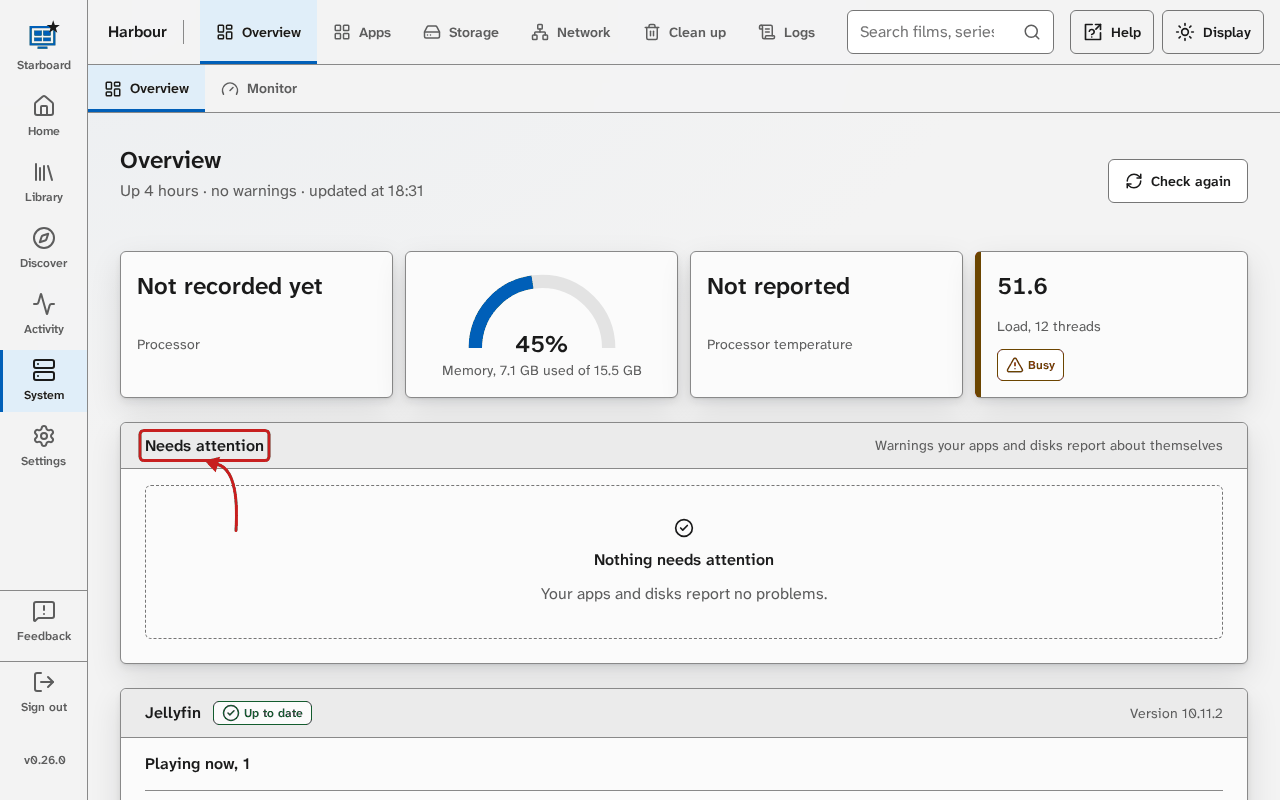 Starboard
Home
Library
Discover
Activity
System
Settings
Feedback
Sign out
v0.26.0
Harbour
Overview
Apps
Storage
Network
Clean up
Logs
Search films, series
Help
Display
Overview
Monitor
Overview
Up 4 hours · no warnings · updated at 18:31
Check again
Not recorded yet
Processor
45%
Memory, 7.1 GB used of 15.5 GB
Not reported
Processor temperature
51.6
Load, 12 threads
Busy
Needs attention
Warnings your apps and disks report about themselves
Nothing needs attention
Your apps and disks report no problems.
Jellyfin
Up to date
Version 10.11.2
Playing now, 1